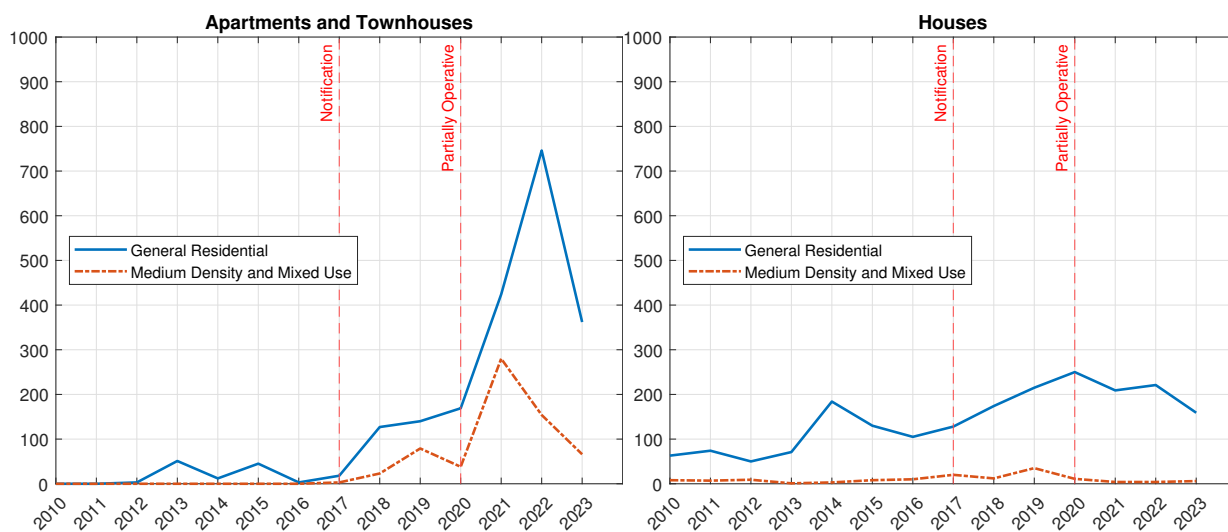 Apartments and Townhouses
1000
900
800
700
600
500
400
300
200
100
0
Notification
Partially Operative
General Residential
Medium Density and Mixed Use
2010 2011 2012 2013 2014 2015 2016 2017 2018 2019 2020 2021 2022 2023
Houses
1000
900
800
700
600
500
400
300
200
100
0
Notification
Partially Operative
General Residential
Medium Density and Mixed Use
2010 2011 2012 2013 2014 2015 2016 2017 2018 2019 2020 2021 2022 2023